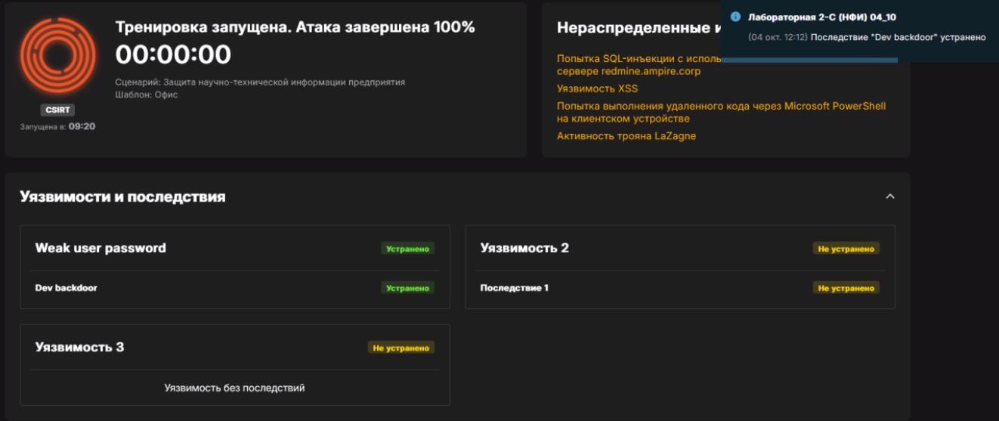 Тренировка запущена. Атака завершена 100%
00:00:00
Сценарий: Защита научно-технической информации предприятия
Шаблон: Офис
CSIRT
Запущена в: 09:20
Нераспределенные
Попытка SQL-инъекции с
сервере redmine.ampire.corp
Уязвимость XSS
Попытка выполнения удаленного кода через Microsoft PowerShell
на клиентском устройстве
Активность трояна LaZagne
Лабораторная 2-С (НФИ) 04_10
(04 окт. 12:12) Последствие "Dev backdoor" устранено
Уязвимости и последствия
Weak user password
Устранено
Dev backdoor
Устранено
Уязвимость 2
Не устранено
Последствие 1
Не устранено
Уязвимость 3
Не устранено
Уязвимость без последствий